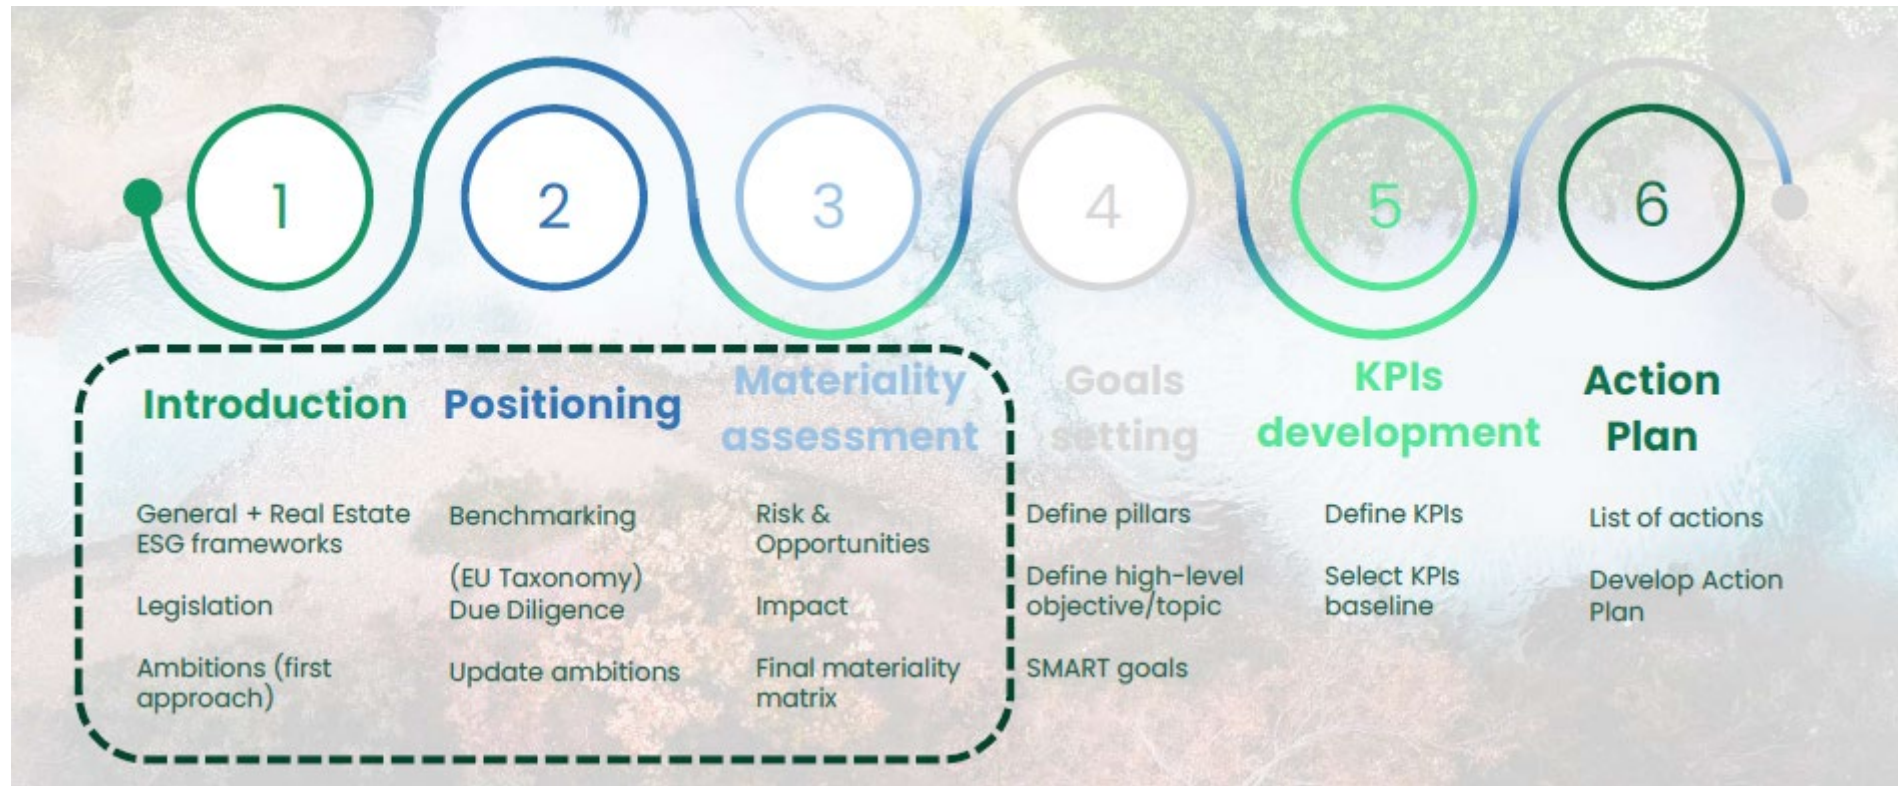 1
2
3
4
5
6
Introduction
General + Real Estate
ESG frameworks
Legislation
Ambitions (first
approach)
Positioning
Benchmarking
(EU Taxonomy)
Due Diligence
Update ambitions
Materiality
assessment
Risk &
Opportunities
Impact
Final materiality
matrix
Goals
setting
Define pillars
Define high-level
objective/topic
SMART goals
KPIs
development
Define KPIs
Select KPIs
baseline
Action
Plan
List of actions
Develop Action
Plan